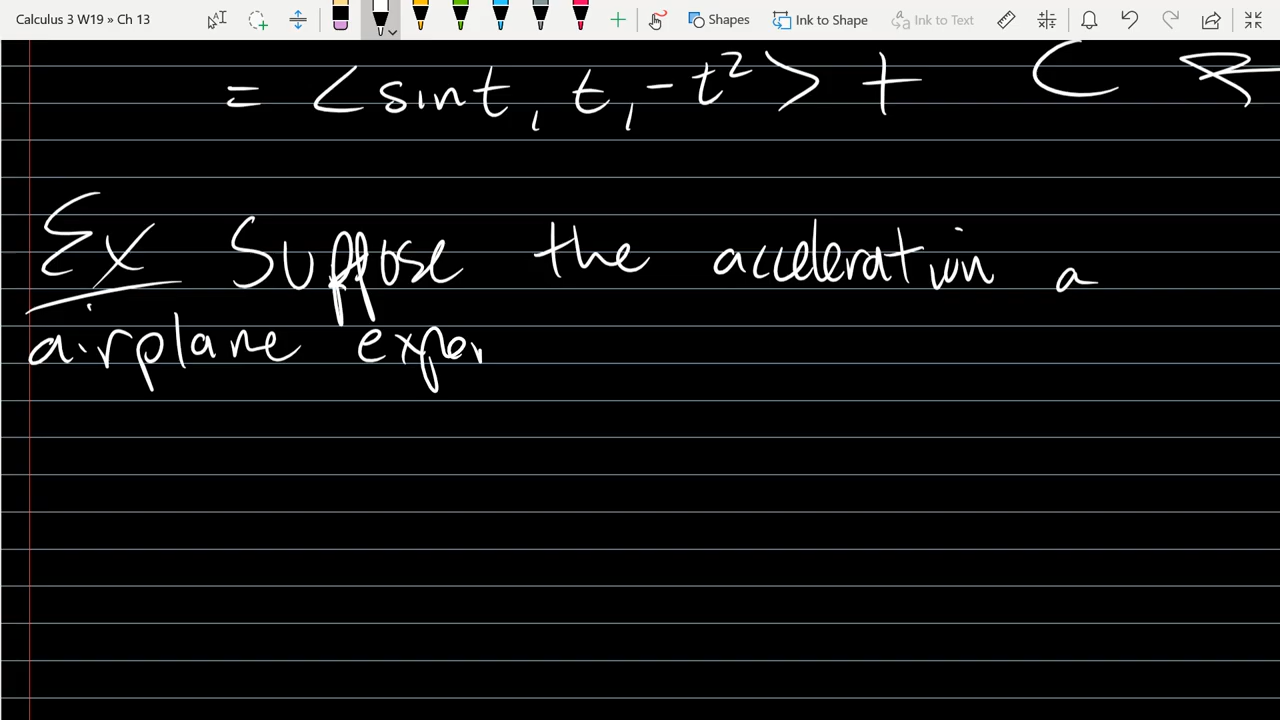 Calculus 3 W19 » Ch 13
Shapes
Ink to Shape
Ink to Text
= <sint, t, -t²> + C
Ex Suppose the acceleration a
airplane exper